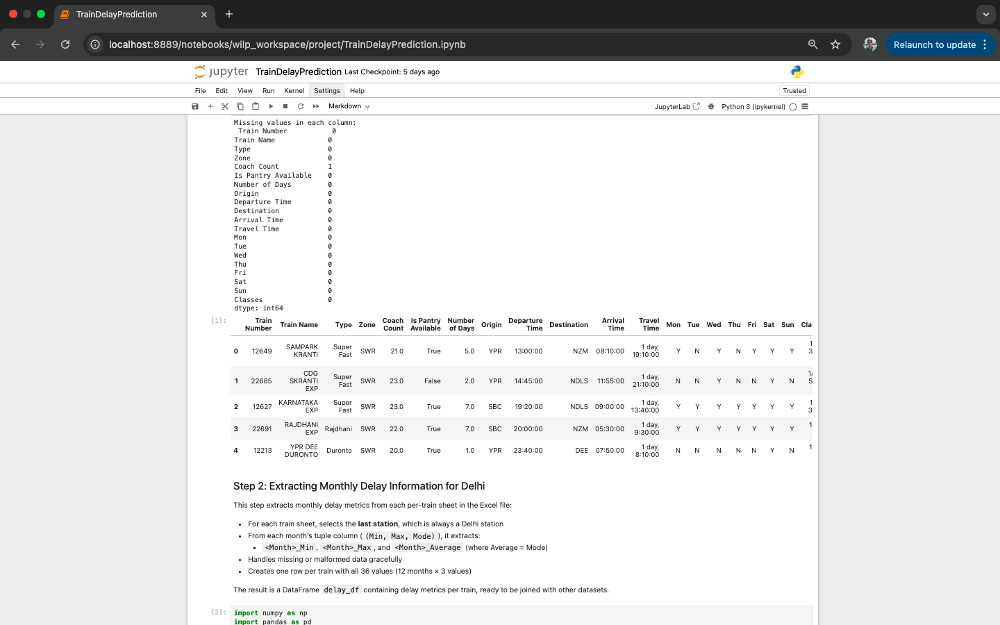 TrainDelayPrediction
localhost:8889/notebooks/wilp_workspace/project/TrainDelayPrediction.ipynb
Relaunch to update
jupyter TrainDelayPrediction Last Checkpoint: 5 days ago
File Edit View Run Kernel Settings Help
Trusted
Markdown
JupyterLab
Python 3 (ipykernel)
Missing values in each column:
Train Number 0
Train Name 0
Type 0
Zone 0
Coach Count 1
Is Pantry Available 0
Number of Days 0
Origin 0
Departure Time 0
Destination 0
Arrival Time 0
Travel Time 0
Mon 0
Tue 0
Wed 0
Thu 0
Fri 0
Sat 0
Sun 0
Classes 0
dtype: int64
[1]:
Train Number Train Name Type Zone Coach Count Is Pantry Available Number of Days Origin Departure Time Destination Arrival Time Travel Time Mon Tue Wed Thu Fri Sat Sun Cla
0 12649 SAMPARK KRANTI Super Fast SWR 21.0 True 5.0 YPR 13:00:00 NZM 08:10:00 1 day, 19:10:00 Y N Y N Y Y Y 1 3
1 22685 CDG SKRANTI EXP Super Fast SWR 23.0 False 2.0 YPR 14:45:00 NDLS 11:55:00 1 day, 21:10:00 N N Y N N Y N 1 S
2 12627 KARNATAKA EXP Super Fast SWR 23.0 True 7.0 SBC 19:20:00 NDLS 09:00:00 1 day, 13:40:00 Y Y Y Y Y Y Y 1 3
3 22691 RAJDHANI EXP Rajdhani SWR 22.0 True 7.0 SBC 20:00:00 NZM 05:30:00 1 day, 9:30:00 Y Y Y Y Y Y Y 1
4 12213 YPR DEE DURONTO Duronto SWR 20.0 True 1.0 YPR 23:40:00 DEE 07:50:00 1 day, 8:10:00 N N N N N Y N 1
Step 2: Extracting Monthly Delay Information for Delhi
This step extracts monthly delay metrics from each per-train sheet in the Excel file:
• For each train sheet, selects the last station, which is always a Delhi station
• From each month's tuple column ( (Min, Max, Mode) ), it extracts:
▪ <Month>_Min , <Month>_Max , and <Month>_Average (where Average = Mode)
• Handles missing or malformed data gracefully
• Creates one row per train with all 36 values (12 months × 3 values)
The result is a DataFrame delay_df containing delay metrics per train, ready to be joined with other datasets.
[2]:
import numpy as np
import pandas as pd